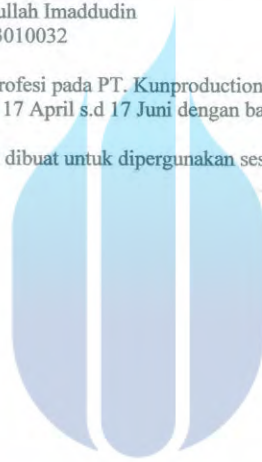 ullah Imaddudin
3010032
rofesi pada PT. Kunproduction
17 April s.d 17 Juni dengan ba
dibuat untuk dipergunakan ses